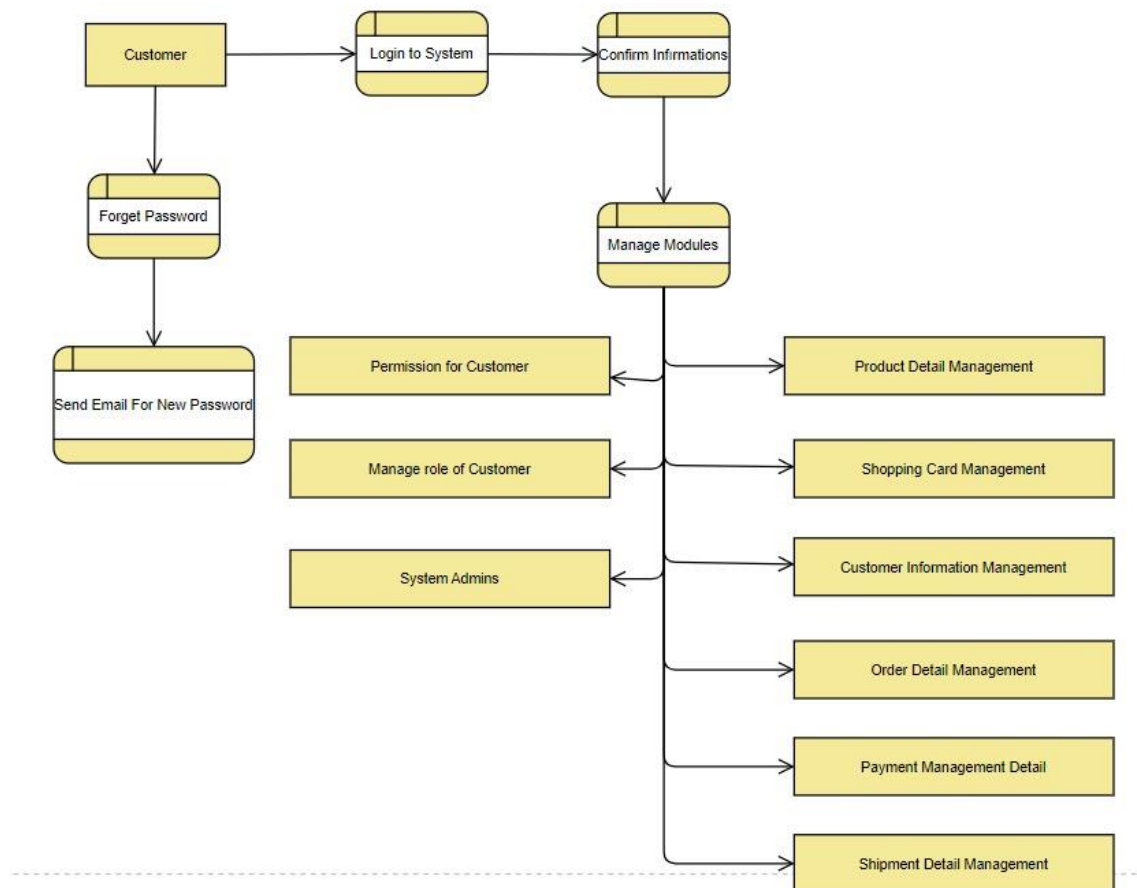 Customer
Login to System
Confirm Infirmations
Forget Password
Manage Modules
Send Email For New Password
Permission for Customer
Product Detail Management
Manage role of Customer
Shopping Card Management
System Admins
Customer Information Management
Order Detail Management
Payment Management Detail
Shipment Detail Management